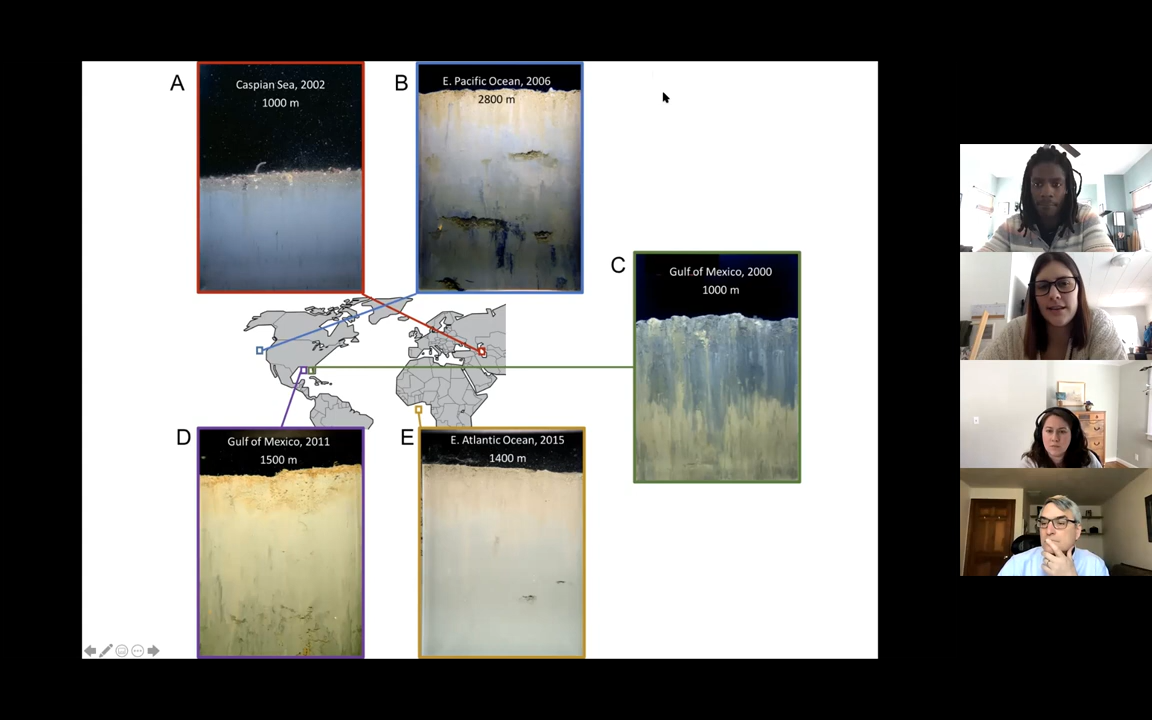 A
Caspian Sea, 2002
1000 m
B
E. Pacific Ocean, 2006
2800 m
C
Gulf of Mexico, 2000
1000 m
D
Gulf of Mexico, 2011
1500 m
E
E. Atlantic Ocean, 2015
1400 m